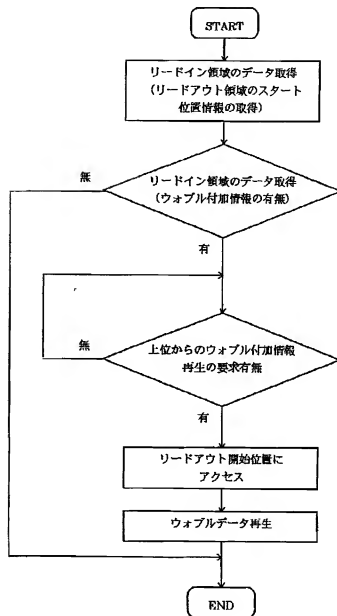 START
リードイン領域のデータ取得
(リードアウト領域のスタート
位置情報の取得)
無
リードイン領域のデータ取得
(ウォブル付加情報の有無)
有
無
上位からのウォブル付加情報
再生の要求有無
有
リードアウト開始位置に
アクセス
ウォブルデータ再生
END